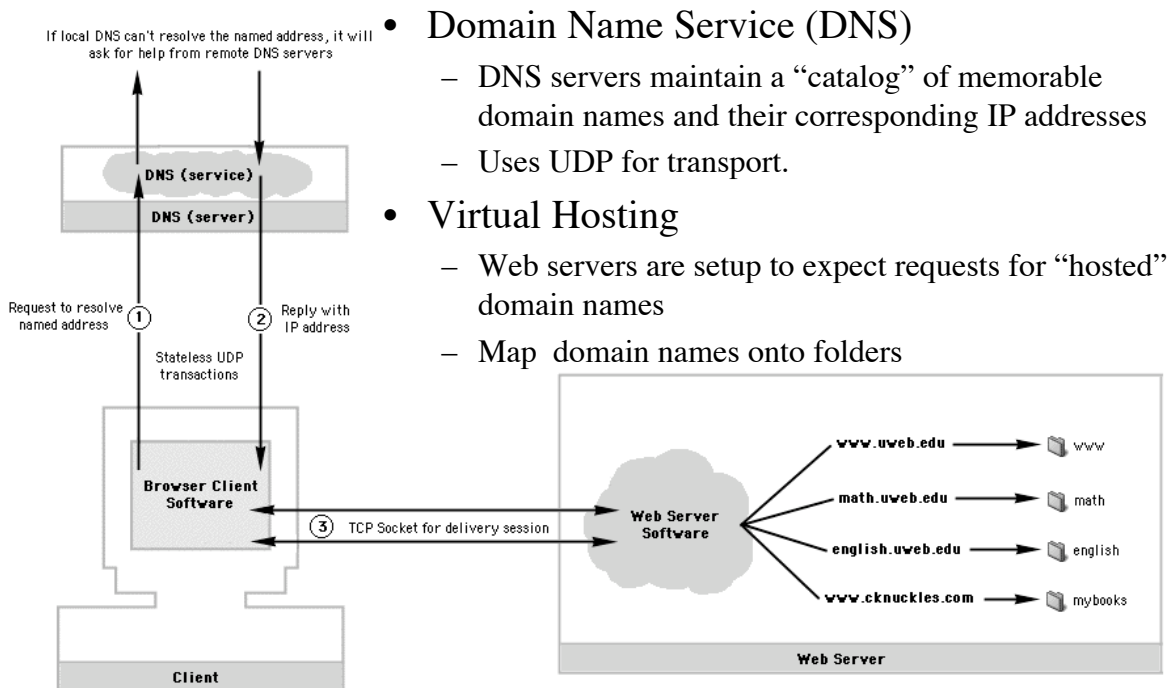 If local DNS can't resolve the named address, it will
ask for help from remote DNS servers
DNS (service)
DNS (server)
Request to resolve
named address
1
2
Reply with
IP address
Stateless UDP
transactions
Browser Client
Software
Client
• Domain Name Service (DNS)
– DNS servers maintain a “catalog” of memorable
domain names and their corresponding IP addresses
– Uses UDP for transport.
• Virtual Hosting
– Web servers are setup to expect requests for “hosted”
domain names
– Map domain names onto folders
3 TCP Socket for delivery session
Web Server
Software
www.uweb.edu www
math.uweb.edu math
english.uweb.edu english
www.cknuckles.com mybooks
Web Server